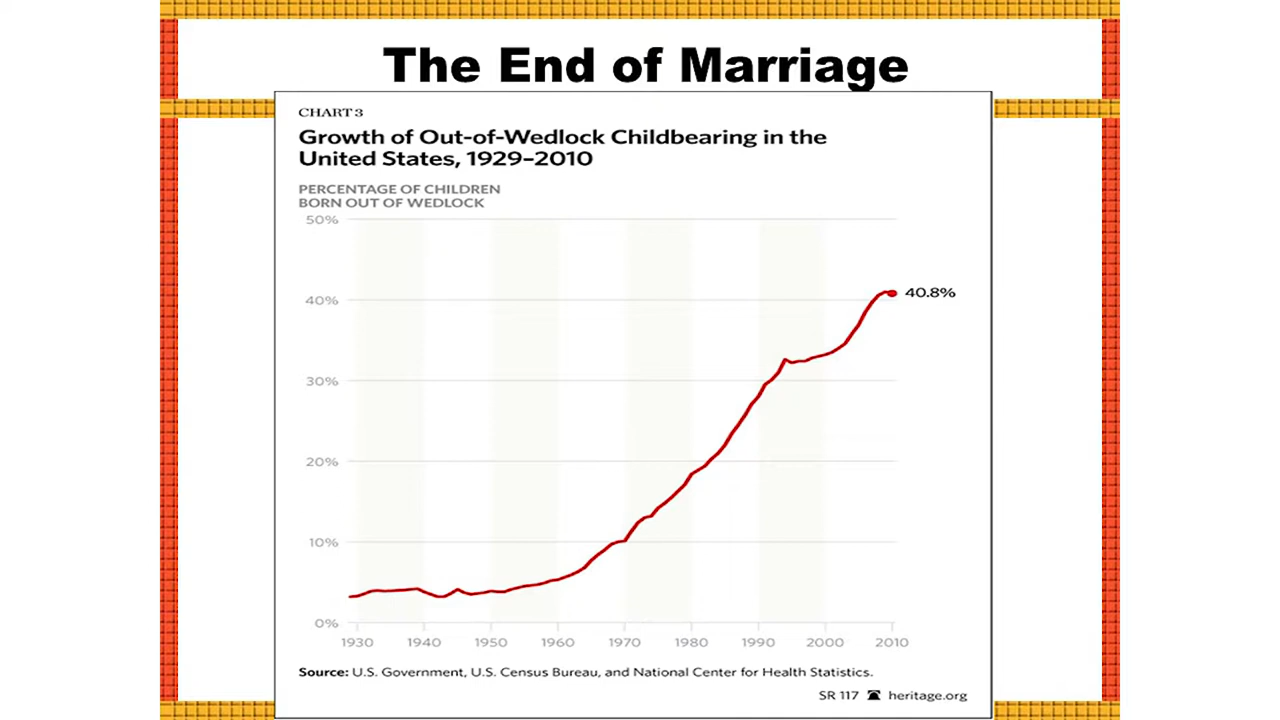 The End of Marriage
CHART 3
Growth of Out-of-Wedlock Childbearing in the
United States, 1929–2010
PERCENTAGE OF CHILDREN
BORN OUT OF WEDLOCK
50%
40%
30%
20%
10%
0%
40.8%
1930 1940 1950 1960 1970 1980 1990 2000 2010
Source: U.S. Government, U.S. Census Bureau, and National Center for Health Statistics.
SR 117 heritage.org